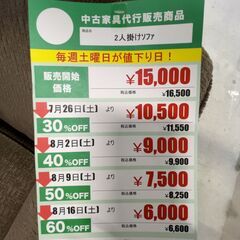 中古家具代行販売商品
商品名
2人掛けソファ
毎週土曜日が値下り日！
販売開始
価格
¥15,000
税込価格
¥16,500
7月26日(土)より
30%OFF
¥10,500
税込価格
¥11,550
8月2日(土)より
40%OFF
¥9,000
税込価格
¥9,900
8月9日(土)より
50%OFF
¥7,500
税込価格
¥8,250
8月16日(土)より
60%OFF
¥6,000
税込価格
¥6,600